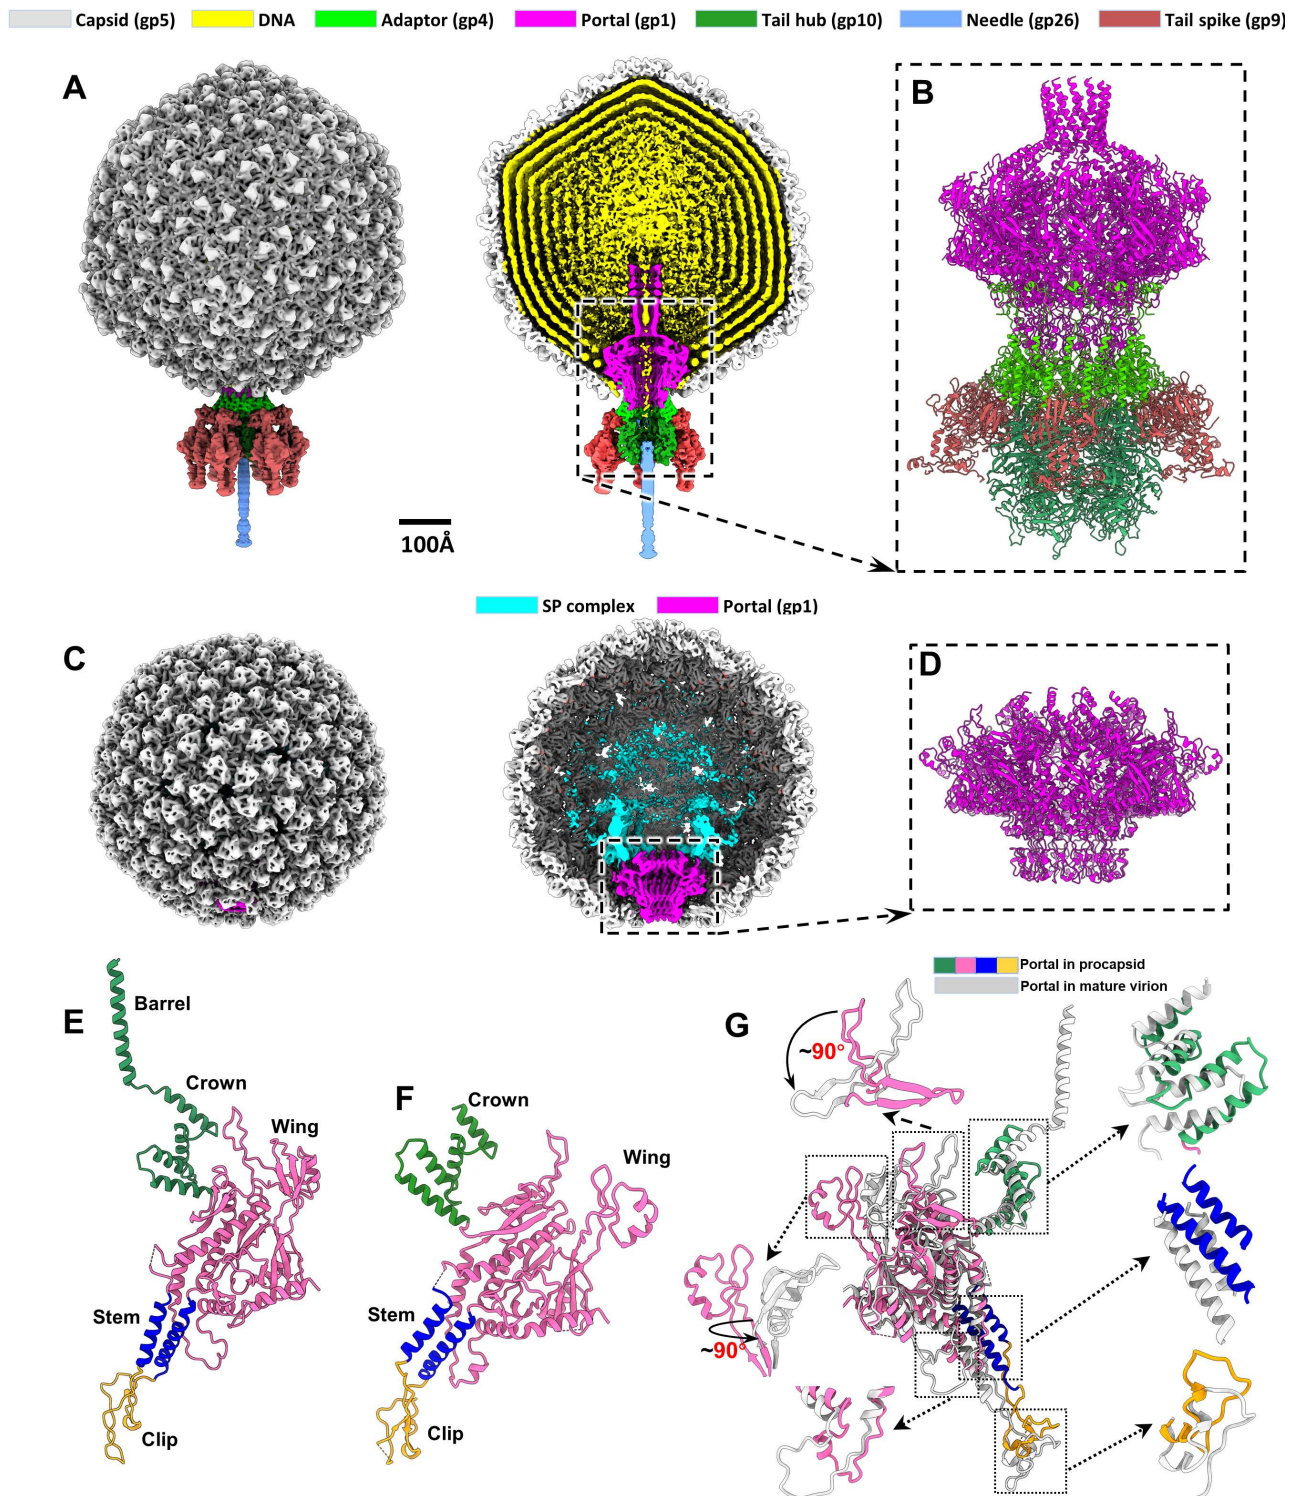 Capsid (gp5) DNA Adaptor (gp4) Portal (gp1) Tail hub (gp10) Needle (gp26) Tail spike (gp9)
A
B
100Å
SP complex Portal (gp1)
C
D
E
Barrel
Crown
Wing
Stem
Clip
F
Crown
Wing
Stem
Clip
G
Portal in procapsid
Portal in mature virion
~90°
~90°